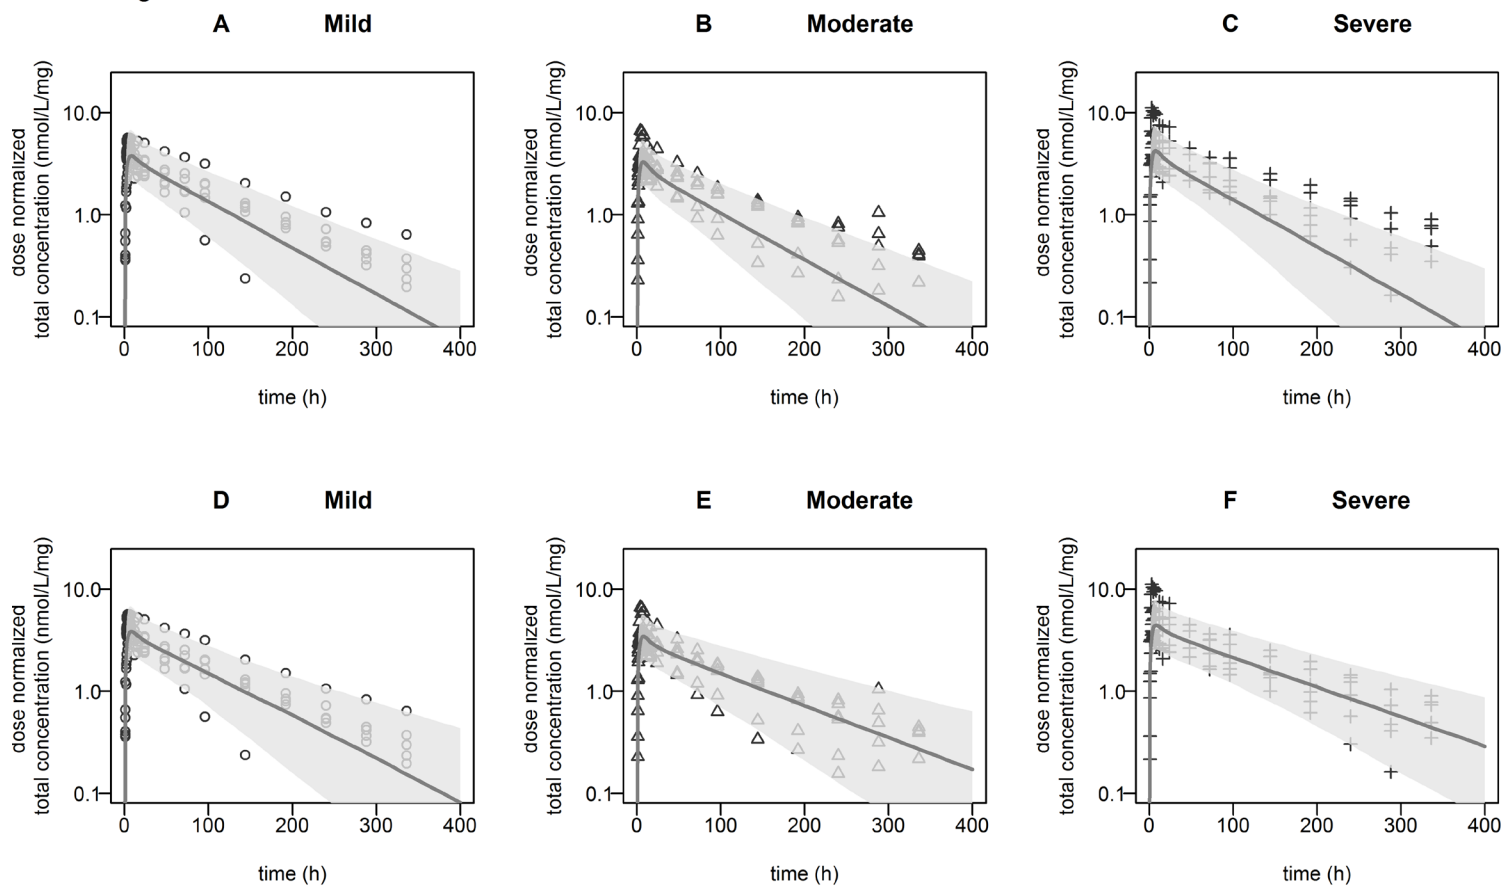 A Mild
B Moderate
C Severe
dose normalized
total concentration (nmol/L/mg)
10.0
1.0
0.1
0 100 200 300 400
time (h)
dose normalized
total concentration (nmol/L/mg)
10.0
1.0
0.1
0 100 200 300 400
time (h)
dose normalized
total concentration (nmol/L/mg)
10.0
1.0
0.1
0 100 200 300 400
time (h)
D Mild
E Moderate
F Severe
dose normalized
total concentration (nmol/L/mg)
10.0
1.0
0.1
0 100 200 300 400
time (h)
dose normalized
total concentration (nmol/L/mg)
10.0
1.0
0.1
0 100 200 300 400
time (h)
dose normalized
total concentration (nmol/L/mg)
10.0
1.0
0.1
0 100 200 300 400
time (h)